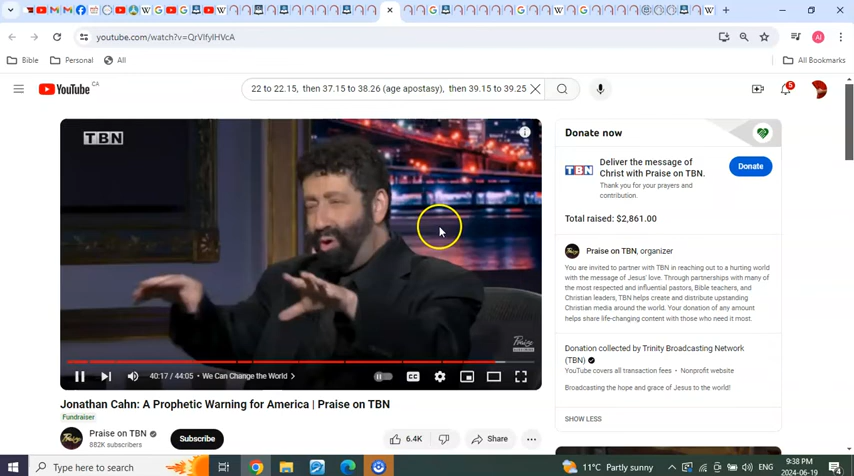 youtube.com/watch?v=QrVlfylHVcA
Bible
Personal
All
All Bookmarks
YouTube CA
22 to 22.15, then 37.15 to 38.26 (age apostasy), then 39.15 to 39.25
5
TBN
Praise
40:17 / 44:05 • We Can Change the World >
CC
Jonathan Cahn: A Prophetic Warning for America | Praise on TBN
Fundraiser
Praise on TBN
882K subscribers
Subscribe
6.4K
Share
Donate now
TBN
Deliver the message of
Christ with Praise on TBN.
Thank you for your prayers and
contribution.
Donate
Total raised: $2,861.00
Praise on TBN, organizer
You are invited to partner with TBN in reaching out to a hurting world
with the message of Jesus' love. Through partnerships with many of
the most respected and influential pastors, Bible teachers, and
Christian leaders, TBN helps create and distribute upstanding
Christian media around the world. Your donation of any amount
helps share life-changing content with those who need it most.
Donation collected by Trinity Broadcasting Network
(TBN)
YouTube covers all transaction fees • Nonprofit website
Broadcasting the hope and grace of Jesus to the world!
SHOW LESS
Type here to search
11°C Partly sunny
ENG
9:38 PM
2024-06-19